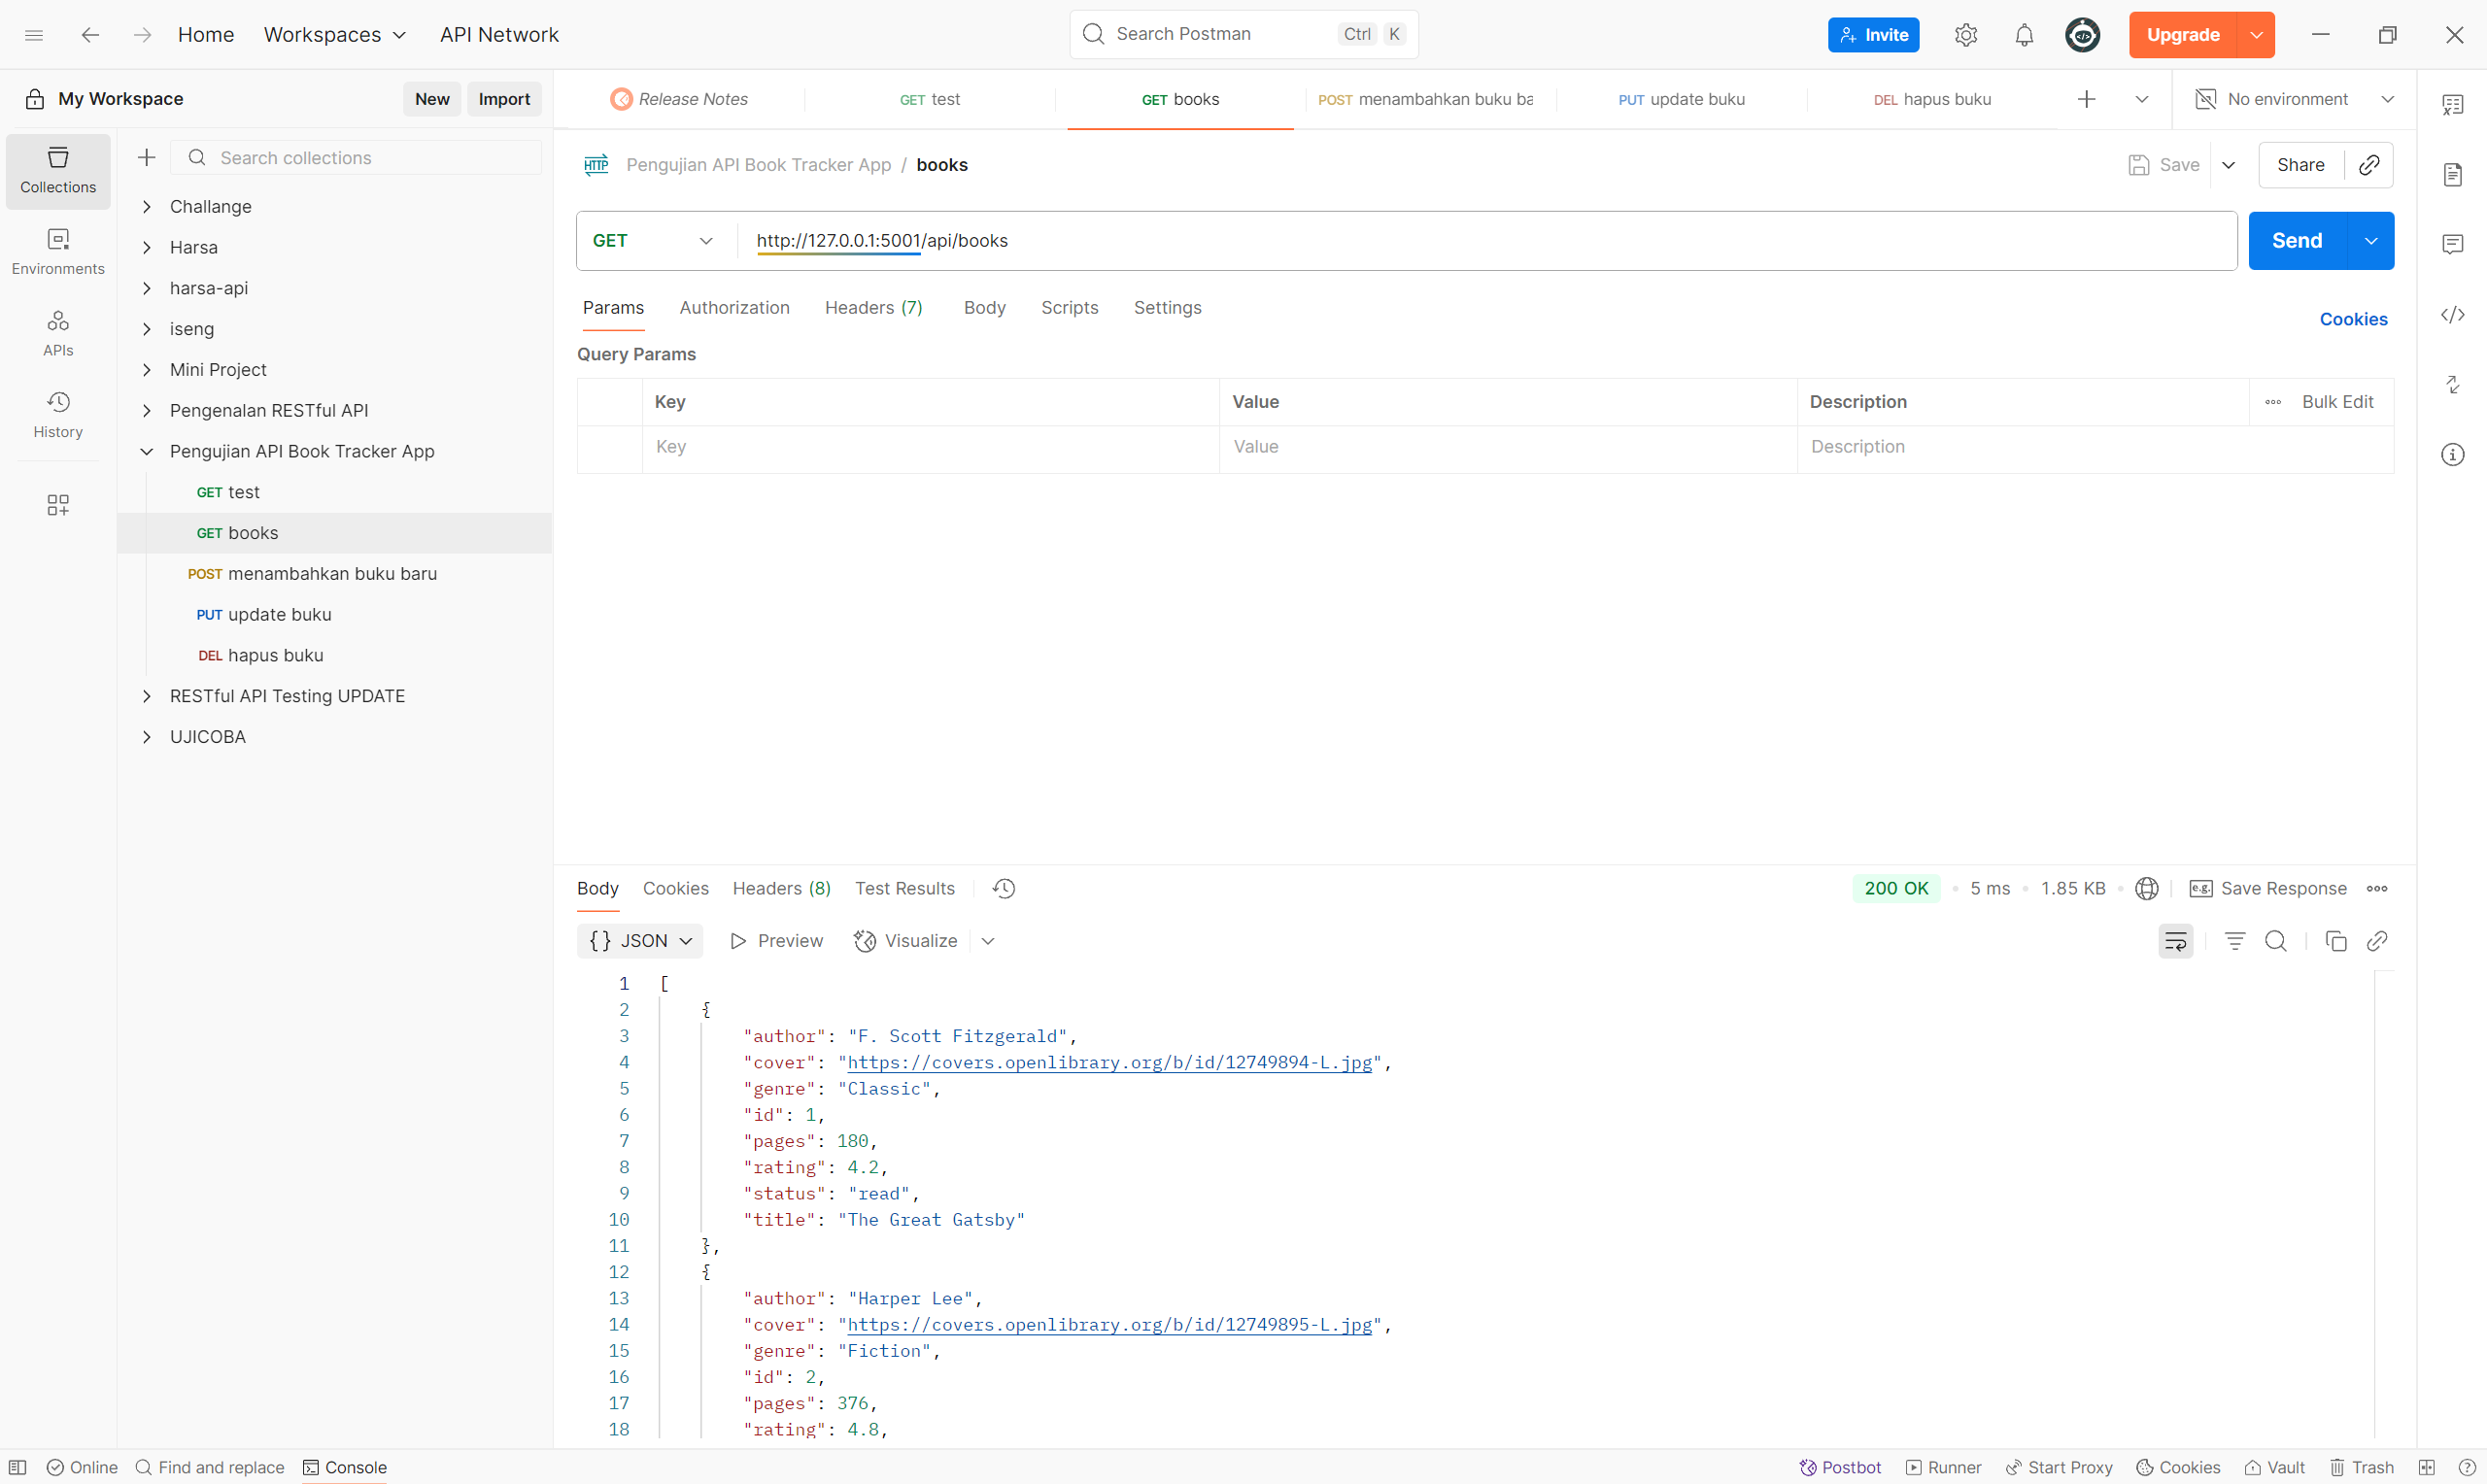 Home Workspaces API Network Search Postman Ctrl K Invite Upgrade
My Workspace New Import
Release Notes GET test GET books POST menambahkan buku ba PUT update buku DEL hapus buku No environment
Collections
Environments
APIs
History
Search collections
Challange
Harsa
harsa-api
iseng
Mini Project
Pengenalan RESTful API
Pengujian API Book Tracker App
GET test
GET books
POST menambahkan buku baru
PUT update buku
DEL hapus buku
RESTful API Testing UPDATE
UJICOBA
HTTP Pengujian API Book Tracker App / books Save Share
GET http://127.0.0.1:5001/api/books Send
Params Authorization Headers (7) Body Scripts Settings Cookies
Query Params
Key Value Description Bulk Edit
Key Value Description
Body Cookies Headers (8) Test Results 200 OK 5 ms 1.85 KB e.g. Save Response
{} JSON Preview Visualize
1 [
2 {
3 "author": "F. Scott Fitzgerald",
4 "cover": "https://covers.openlibrary.org/b/id/12749894-L.jpg",
5 "genre": "Classic",
6 "id": 1,
7 "pages": 180,
8 "rating": 4.2,
9 "status": "read",
10 "title": "The Great Gatsby"
11 },
12 {
13 "author": "Harper Lee",
14 "cover": "https://covers.openlibrary.org/b/id/12749895-L.jpg",
15 "genre": "Fiction",
16 "id": 2,
17 "pages": 376,
18 "rating": 4.8,
Online Find and replace Console Postbot Runner Start Proxy Cookies Vault Trash